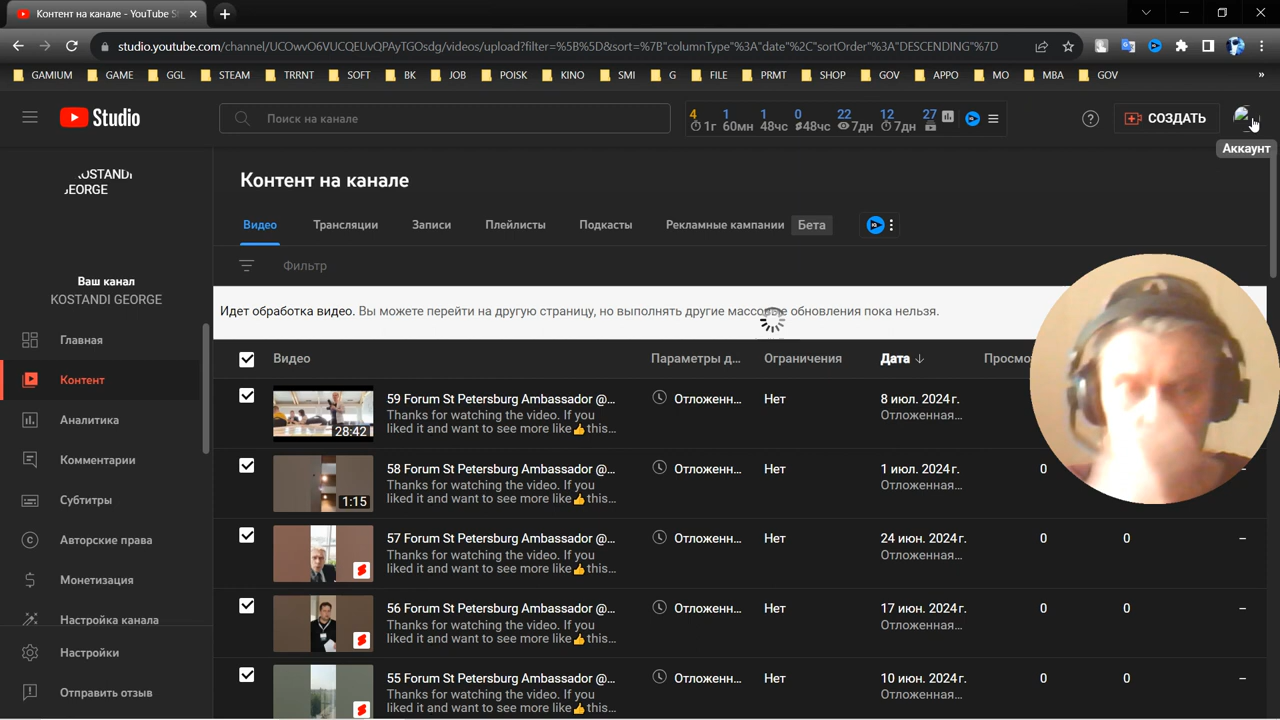 Контент на канале - YouTube S
studio.youtube.com/channel/UCOwvO6VUCQEUvQPAyTGOsdg/videos/upload?filter=%5B%5D&sort=%7B"columnType"%3A"date"%2C"sortOrder"%3A"DESCENDING"%7D
GAMIUM GAME GGL STEAM TRRNT SOFT BK JOB POISK KINO SMI G FILE PRMT SHOP GOV APPO MO MBA GOV »
Studio
Поиск на канале
4 1 1 0 22 12 27
1г 60мн 48чс 48чс 7дн 7дн
СОЗДАТЬ
Аккаунт
KOSTANDI
GEORGE
Ваш канал
KOSTANDI GEORGE
Главная
Контент
Аналитика
Комментарии
Субтитры
Авторские права
Монетизация
Настройка канала
Настройки
Отправить отзыв
Контент на канале
Видео Трансляции Записи Плейлисты Подкасты Рекламные кампании Бета
Фильтр
Идет обработка видео. Вы можете перейти на другую страницу, но выполнять другие массовые обновления пока нельзя.
Видео Параметры д... Ограничения Дата Просмо
59 Forum St Petersburg Ambassador @... Отложенн... Нет 8 июл. 2024 г.
Thanks for watching the video. If you Отложенная...
liked it and want to see more like👍this...
28:42
58 Forum St Petersburg Ambassador @... Отложенн... Нет 1 июл. 2024 г. 0
Thanks for watching the video. If you Отложенная...
liked it and want to see more like👍this...
1:15
57 Forum St Petersburg Ambassador @... Отложенн... Нет 24 июн. 2024 г. 0 0 –
Thanks for watching the video. If you Отложенная...
liked it and want to see more like👍this...
56 Forum St Petersburg Ambassador @... Отложенн... Нет 17 июн. 2024 г. 0 0 –
Thanks for watching the video. If you Отложенная...
liked it and want to see more like👍this...
55 Forum St Petersburg Ambassador @... Отложенн... Нет 10 июн. 2024 г. 0 0 –
Thanks for watching the video. If you Отложенная...
liked it and want to see more like👍this...